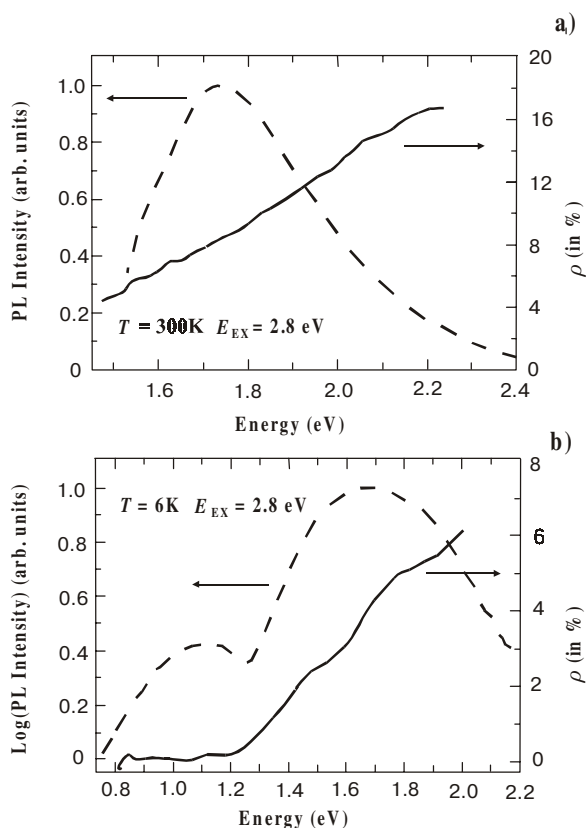 a)
PL Intensity (arb. units)
1.0
0.8
0.6
0.4
0.2
0
20
16
12
8
4
0
ρ (in %)
T = 300K E EX = 2.8 eV
1.6 1.8 2.0 2.2 2.4
Energy (eV)
b)
Log(PL Intensity) (arb. units)
1.0
0.8
0.6
0.4
0.2
0
8
6
4
2
0
ρ (in %)
T = 6K E EX = 2.8 eV
0.8 1.0 1.2 1.4 1.6 1.8 2.0 2.2
Energy (eV)